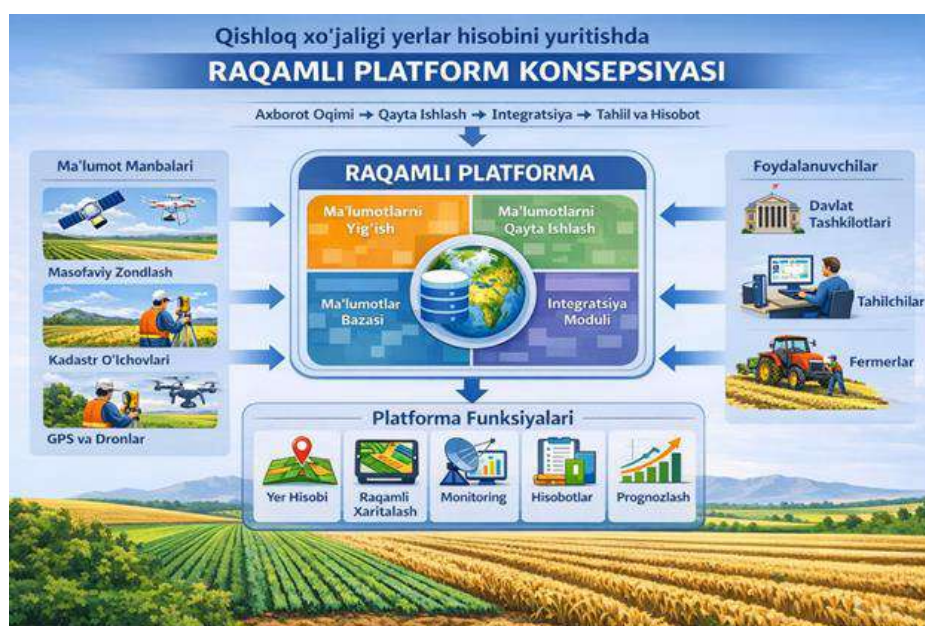 Qishloq xo'jaligi yerlar hisobini yuritishda
RAQAMLI PLATFORM KONSEPSIYASI
Axborot Oqimi → Qayta Ishlash → Integratsiya → Tahlil va Hisobot
Ma'lumot Manbalari
Masofaviy Zondlash
Kadastr O'lchovlari
GPS va Dronlar
RAQAMLI PLATFORMA
Ma'lumotlarni
Yig'ish
Ma'lumotlarni
Qayta Ishlash
Ma'lumotlar
Bazasi
Integratsiya
Moduli
Foydalanuvchilar
Davlat
Tashkilotlari
Tahilchilar
Fermerlar
Platforma Funksiyalari
Yer Hisobi
Raqamli
Xaritalash
Monitoring
Hisobotlar
Prognozlash